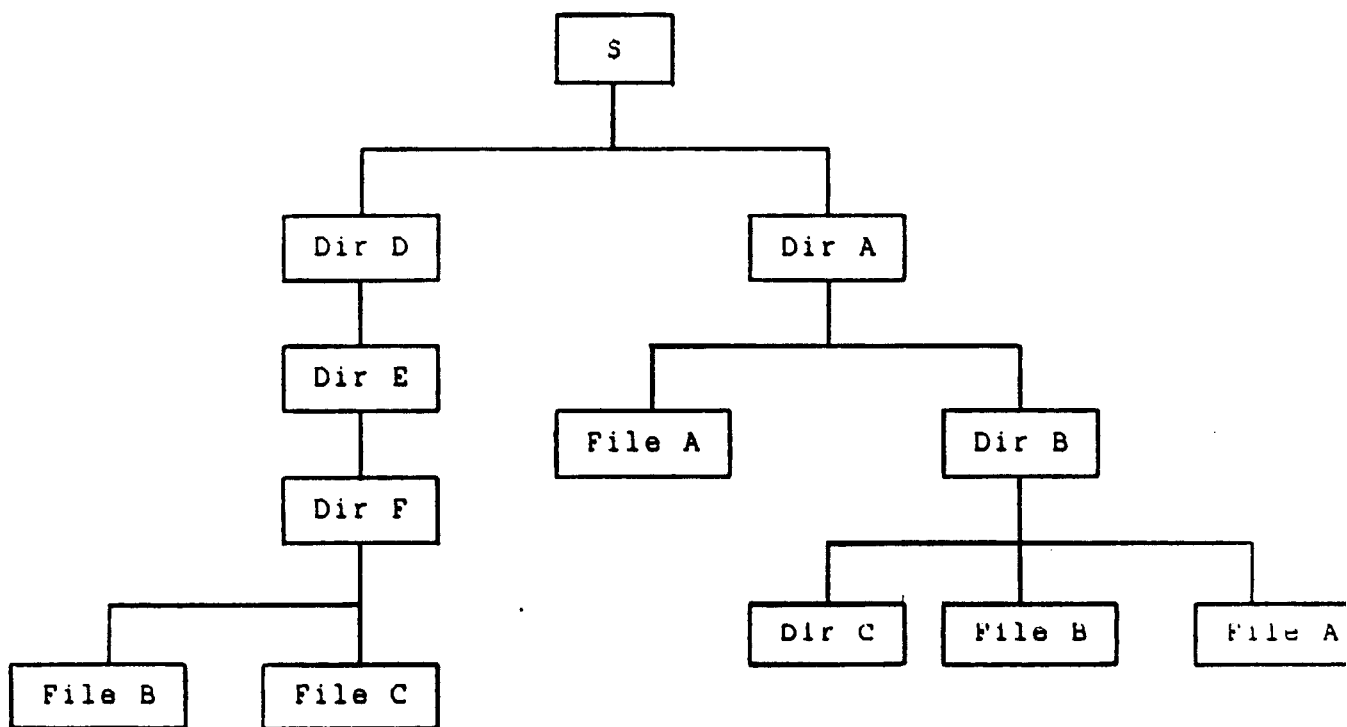 $
Dir D
Dir A
Dir E
File A
Dir B
Dir F
Dir C
File B
File A
File B
File C